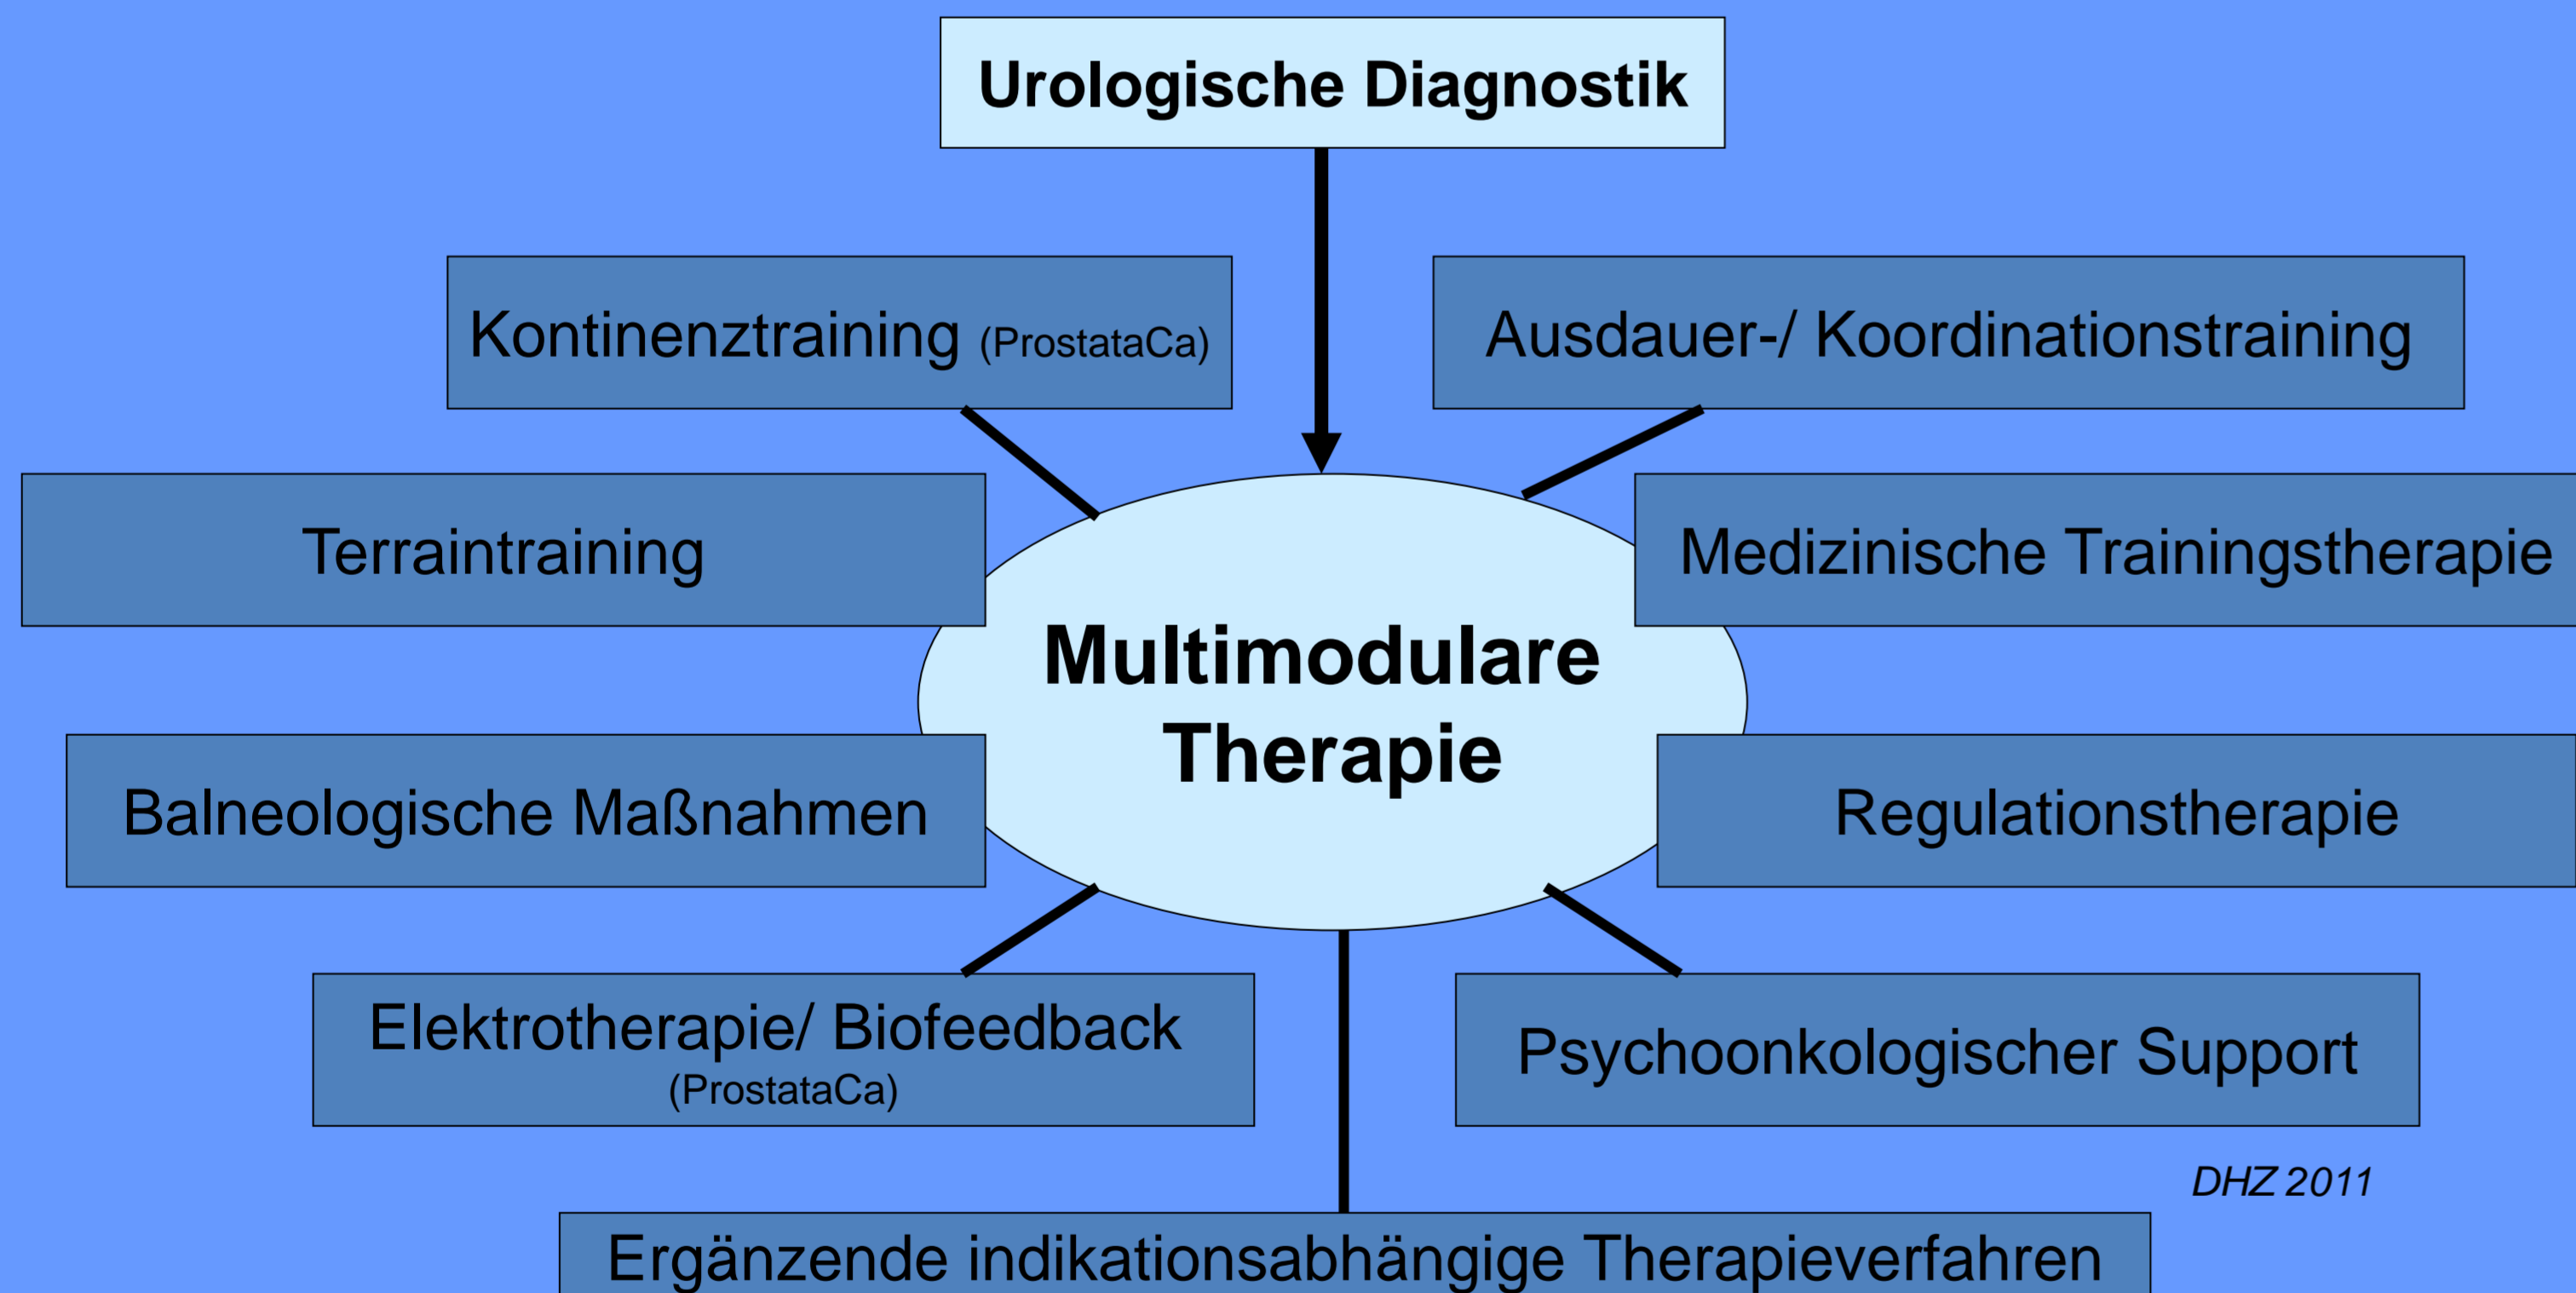 Urologische Diagnostik
Kontinenztraining (ProstataCa)
Ausdauer-/ Koordinationstraining
Terraintraining
Medizinische Trainingstherapie
Multimodulare
Therapie
Balneologische Maßnahmen
Regulationstherapie
Elektrotherapie/ Biofeedback
(ProstataCa)
Psychoonkologischer Support
DHZ 2011
Ergänzende indikationsabhängige Therapieverfahren